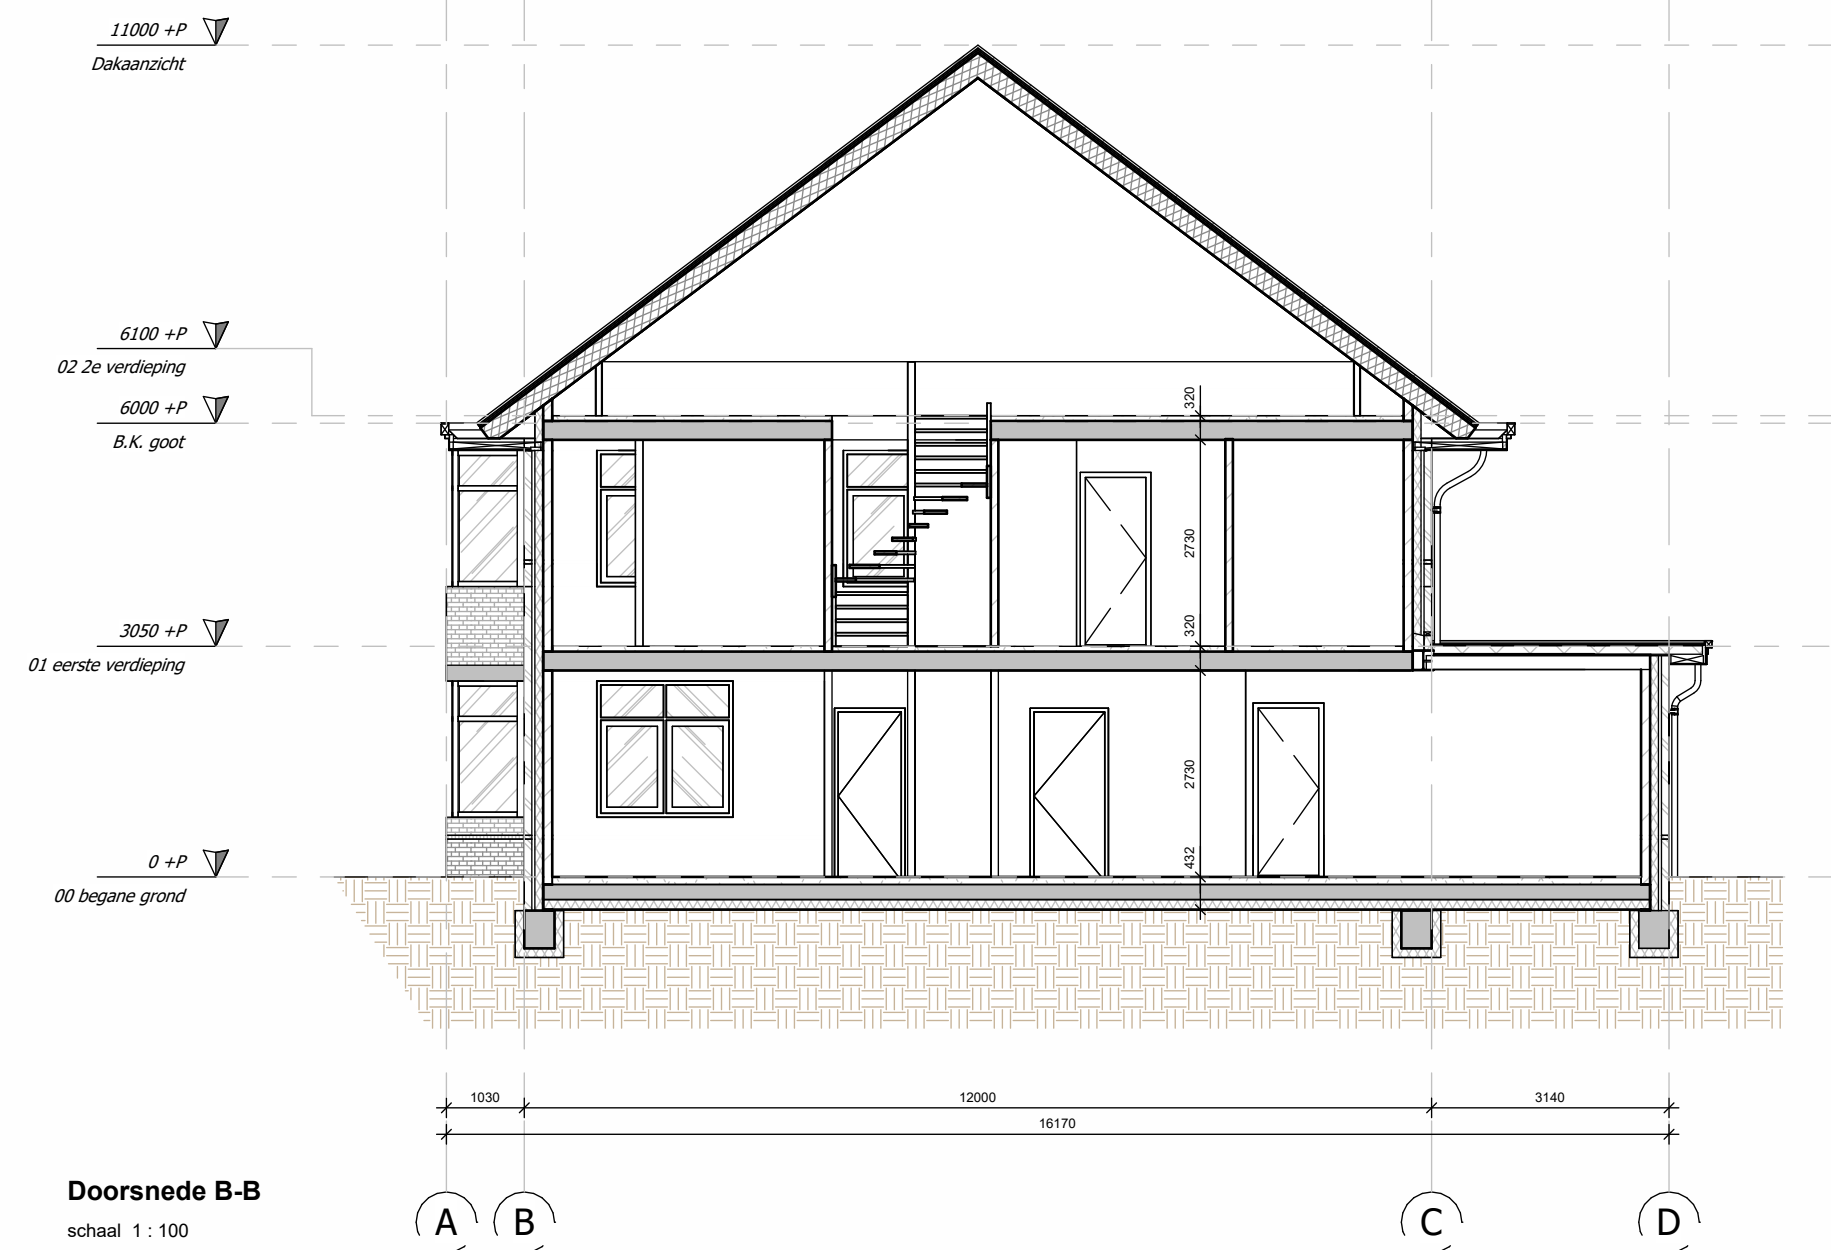 11000 +P
Dakaanzicht
6100 +P
02 2e verdieping
6000 +P
B.K. goot
320
2730
320
3050 +P
01 eerste verdieping
2730
432
0 +P
00 begane grond
1030
12000
3140
16170
Doorsnede B-B
schaal 1 : 100
A
B
C
D